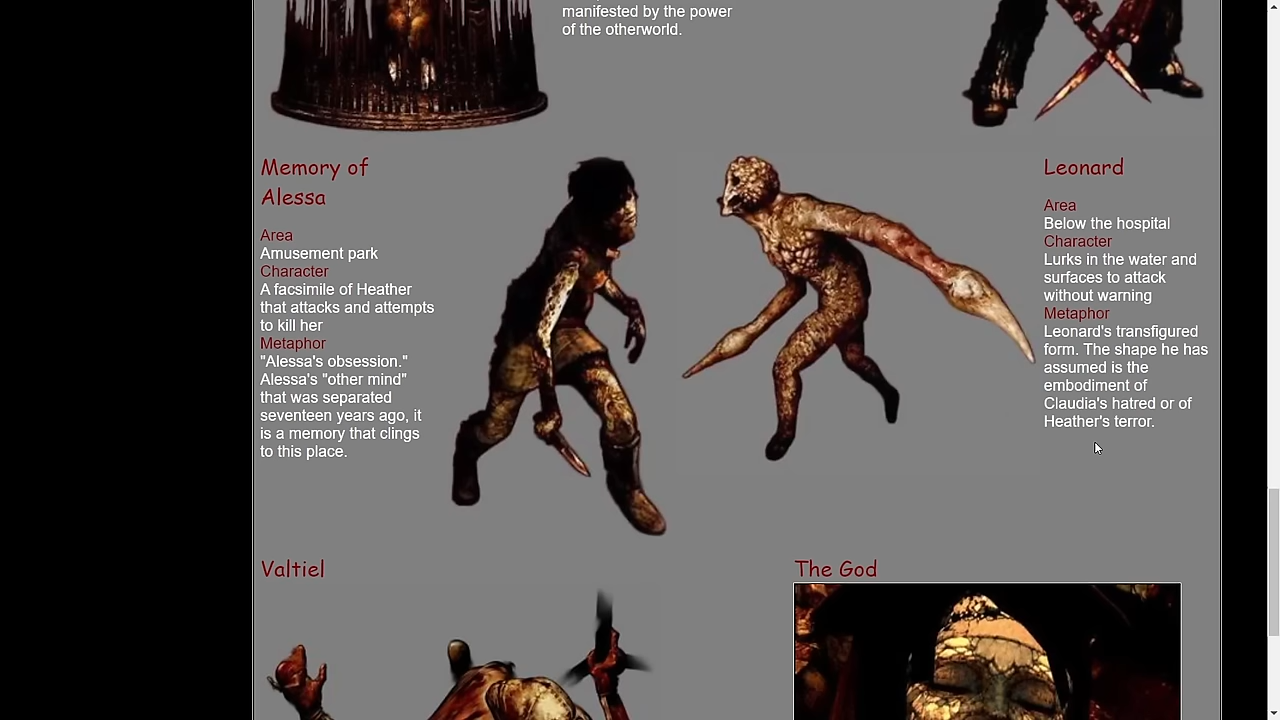 manifested by the power
of the otherworld.
Memory of
Alessa
Area
Amusement park
Character
A facsimile of Heather
that attacks and attempts
to kill her
Metaphor
"Alessa's obsession."
Alessa's "other mind"
that was separated
seventeen years ago, it
is a memory that clings
to this place.
Leonard
Area
Below the hospital
Character
Lurks in the water and
surfaces to attack
without warning
Metaphor
Leonard's transfigured
form. The shape he has
assumed is the
embodiment of
Claudia's hatred or of
Heather's terror.
Valtiel
The God